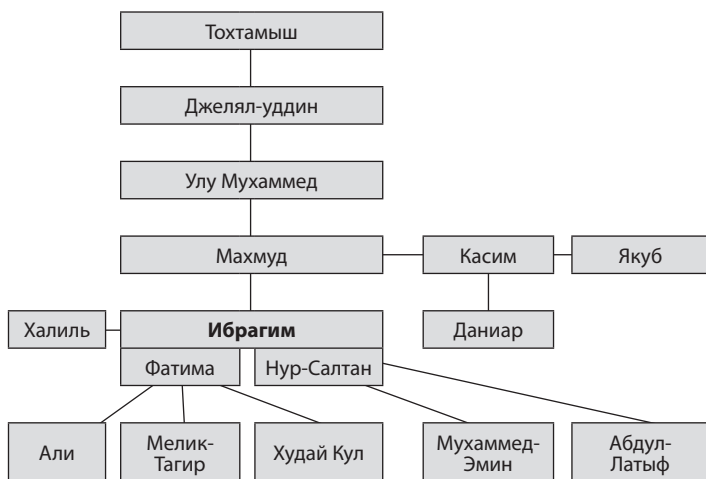 Тохтамыш
Джелял-уддин
Улу Мухаммед
Махмуд
Касим
Якуб
Халиль
Ибрагим
Даниар
Фатима
Нур-Салтан
Али
Мелик-
Тагир
Худай Кул
Мухаммед-
Эмин
Абдул-
Латыф